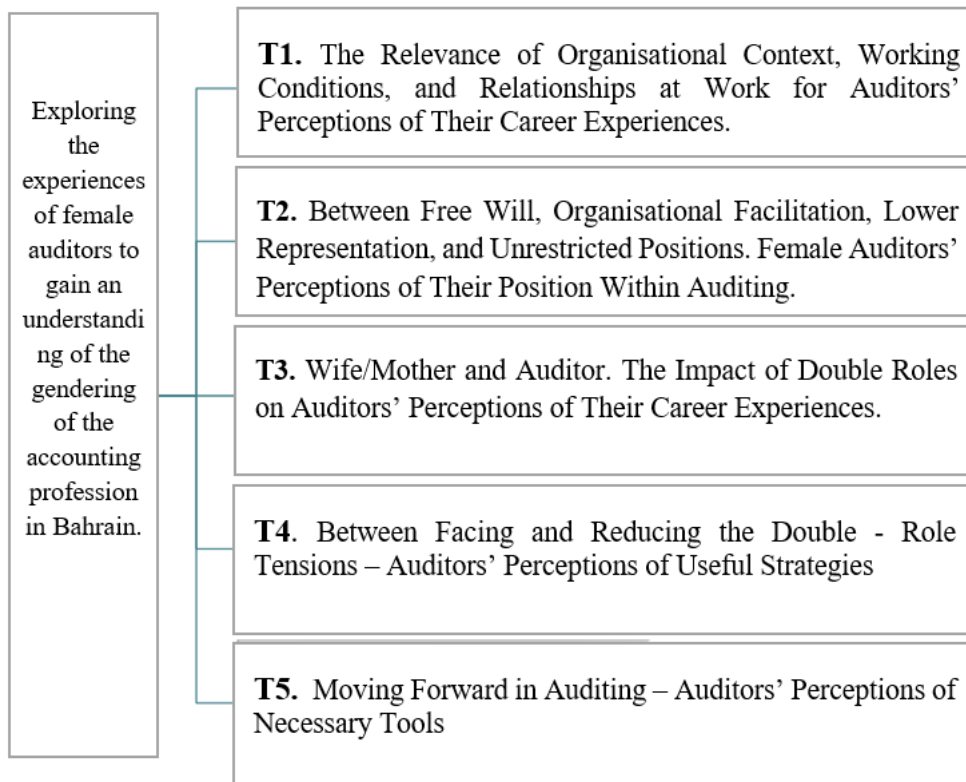 Exploring
the
experiences
of female
auditors to
gain an
understandi
ng of the
gendering
of the
accounting
profession
in Bahrain.
T1. The Relevance of Organisational Context, Working
Conditions, and Relationships at Work for Auditors’
Perceptions of Their Career Experiences.
T2. Between Free Will, Organisational Facilitation, Lower
Representation, and Unrestricted Positions. Female Auditors’
Perceptions of Their Position Within Auditing.
T3. Wife/Mother and Auditor. The Impact of Double Roles
on Auditors’ Perceptions of Their Career Experiences.
T4. Between Facing and Reducing the Double - Role
Tensions – Auditors’ Perceptions of Useful Strategies
T5. Moving Forward in Auditing – Auditors’ Perceptions of
Necessary Tools